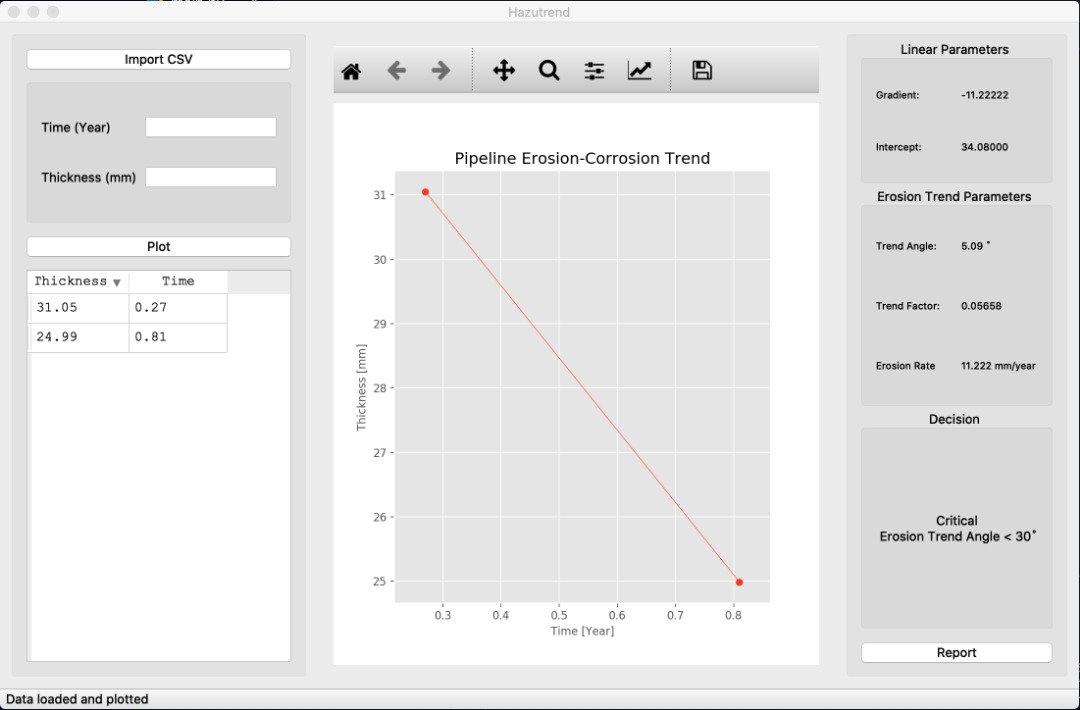 Hazutrend
Import CSV
Time (Year)
Thickness (mm)
Plot
Thickness ▼ Time
31.05 0.27
24.99 0.81
Pipeline Erosion-Corrosion Trend
31
30
29
28
27
26
25
Thickness [mm]
0.3 0.4 0.5 0.6 0.7 0.8
Time [Year]
Linear Parameters
Gradient: -11.22222
Intercept: 34.08000
Erosion Trend Parameters
Trend Angle: 5.09 °
Trend Factor: 0.05658
Erosion Rate 11.222 mm/year
Decision
Critical
Erosion Trend Angle < 30°
Report
Data loaded and plotted